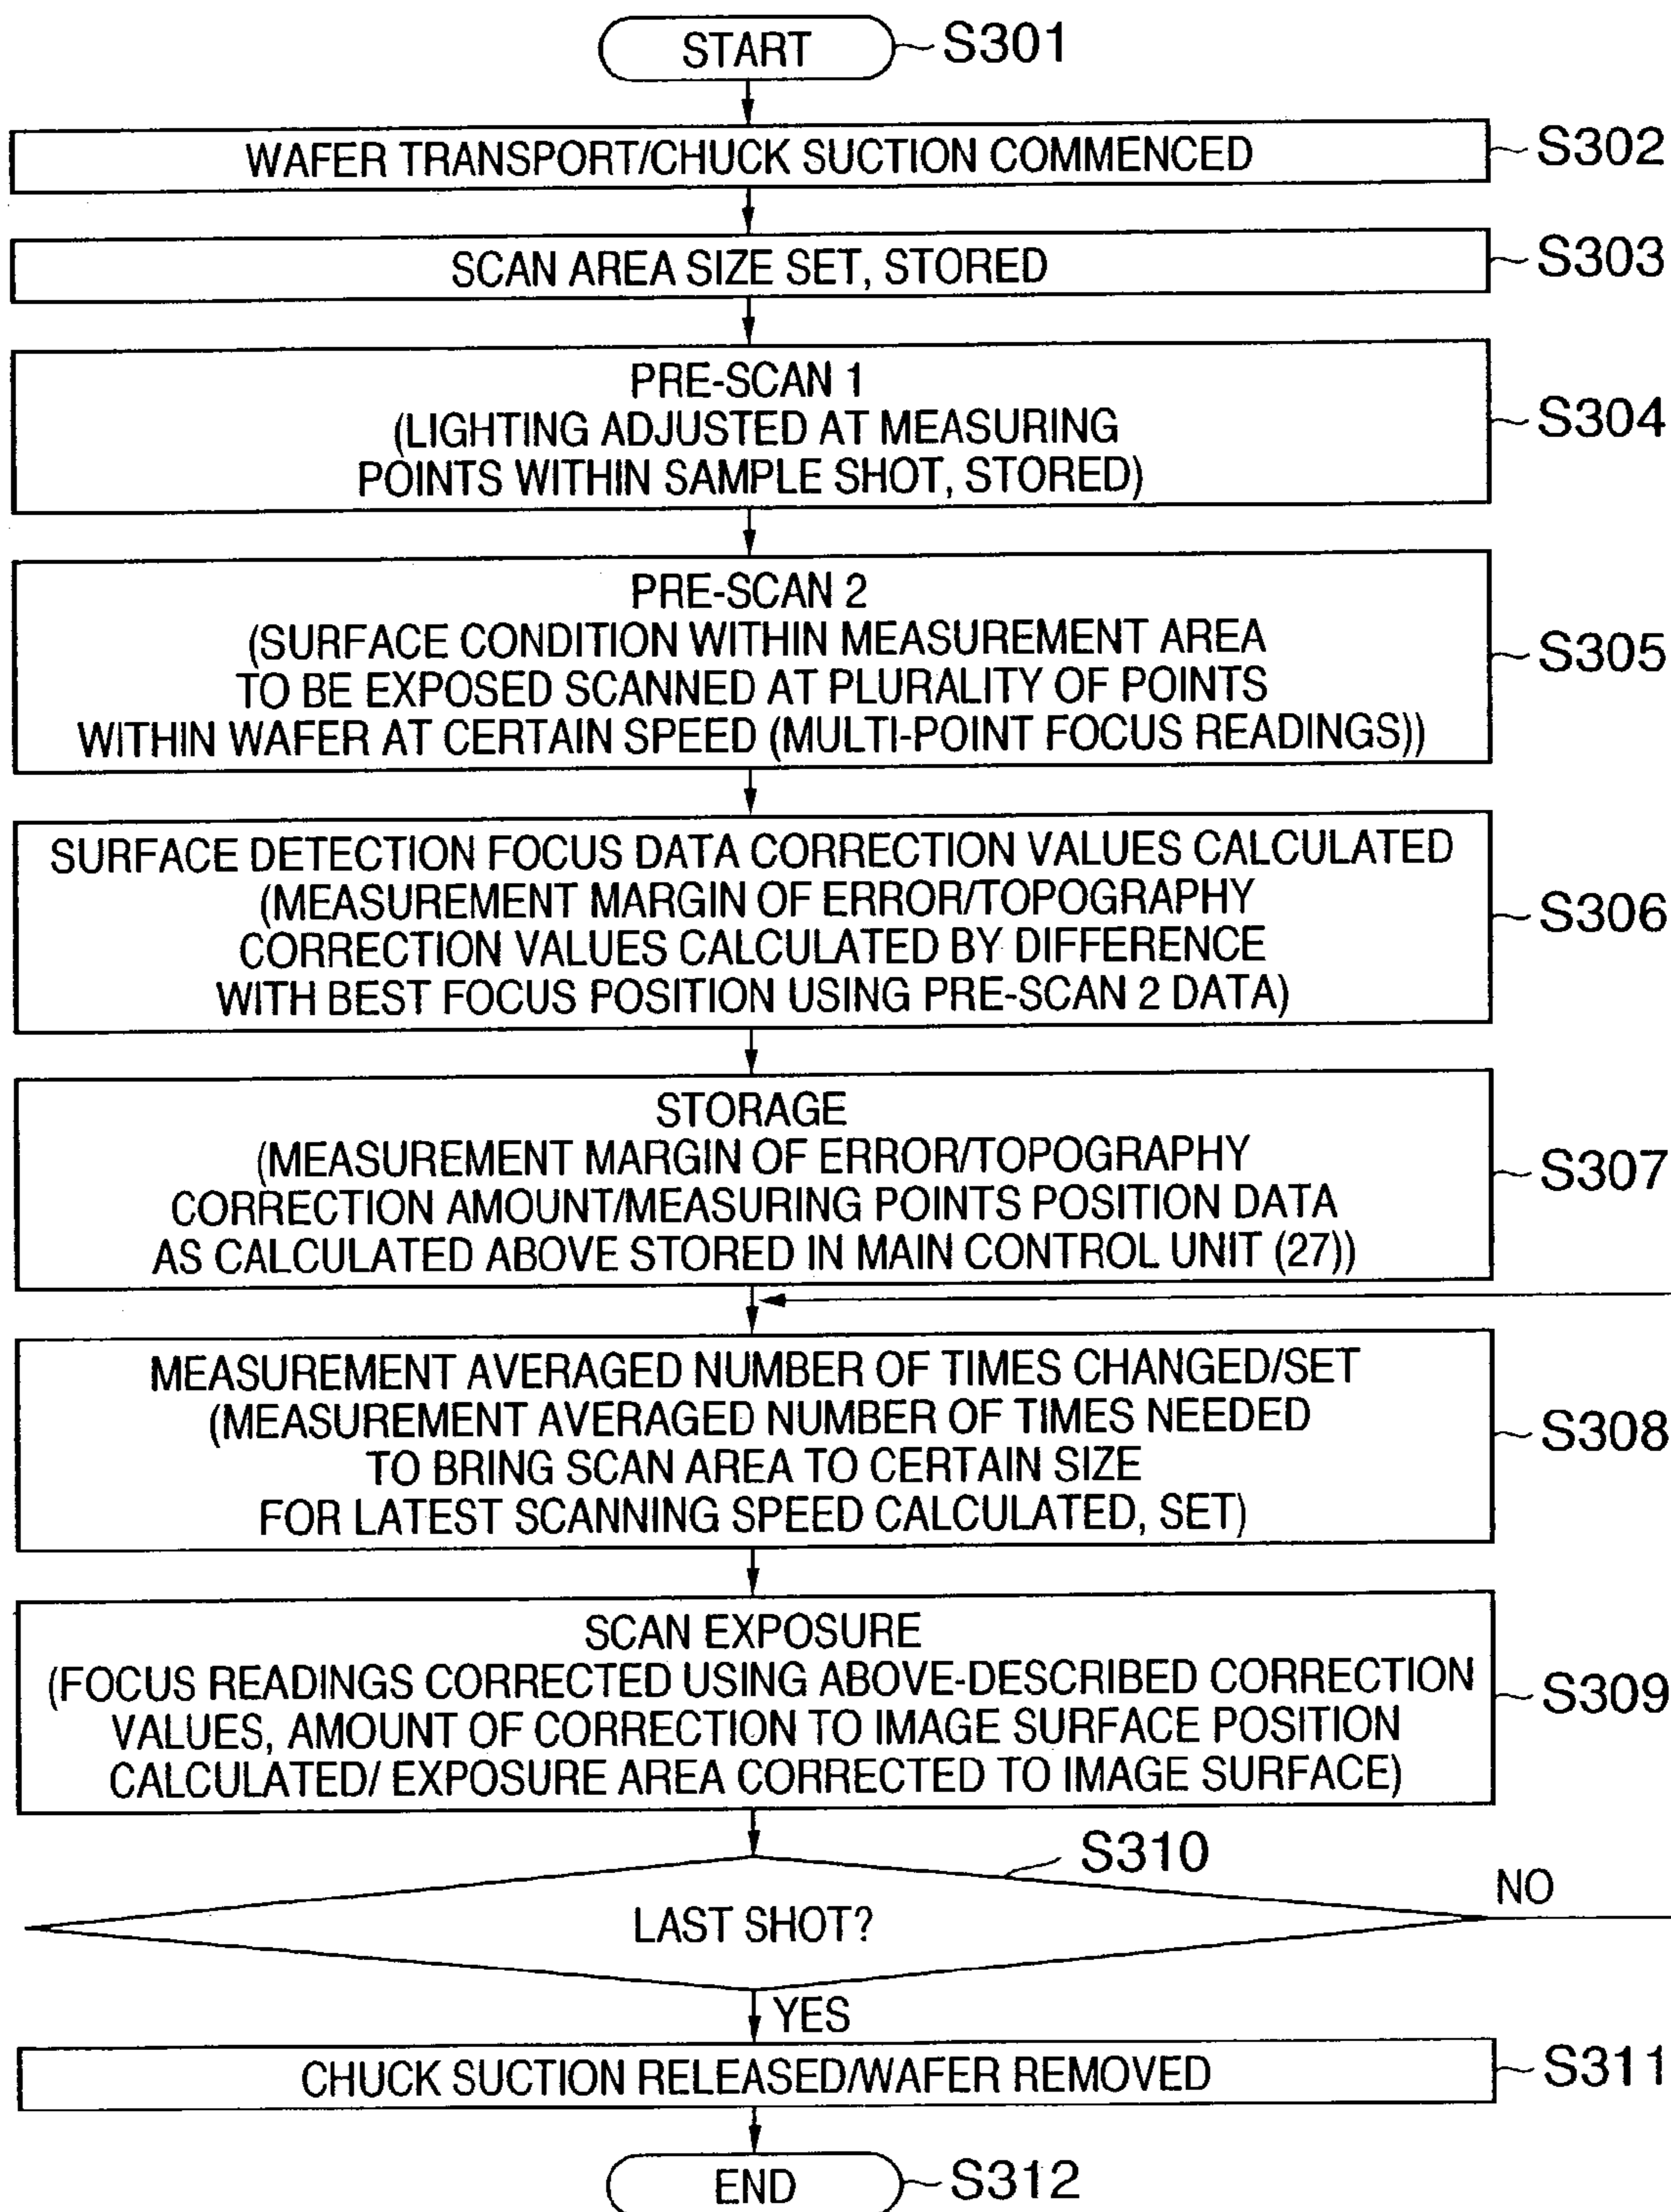 START
S301
WAFER TRANSPORT/CHUCK SUCTION COMMENCED
S302
SCAN AREA SIZE SET, STORED
S303
PRE-SCAN 1
(LIGHTING ADJUSTED AT MEASURING
POINTS WITHIN SAMPLE SHOT, STORED)
S304
PRE-SCAN 2
(SURFACE CONDITION WITHIN MEASUREMENT AREA
TO BE EXPOSED SCANNED AT PLURALITY OF POINTS
WITHIN WAFER AT CERTAIN SPEED (MULTI-POINT FOCUS READINGS))
S305
SURFACE DETECTION FOCUS DATA CORRECTION VALUES CALCULATED
(MEASUREMENT MARGIN OF ERROR/TOPOGRAPHY
CORRECTION VALUES CALCULATED BY DIFFERENCE
WITH BEST FOCUS POSITION USING PRE-SCAN 2 DATA)
S306
STORAGE
(MEASUREMENT MARGIN OF ERROR/TOPOGRAPHY
CORRECTION AMOUNT/MEASURING POINTS POSITION DATA
AS CALCULATED ABOVE STORED IN MAIN CONTROL UNIT (27))
S307
MEASUREMENT AVERAGED NUMBER OF TIMES CHANGED/SET
(MEASUREMENT AVERAGED NUMBER OF TIMES NEEDED
TO BRING SCAN AREA TO CERTAIN SIZE
FOR LATEST SCANNING SPEED CALCULATED, SET)
S308
SCAN EXPOSURE
(FOCUS READINGS CORRECTED USING ABOVE-DESCRIBED CORRECTION
VALUES, AMOUNT OF CORRECTION TO IMAGE SURFACE POSITION
CALCULATED/ EXPOSURE AREA CORRECTED TO IMAGE SURFACE)
S309
S310
LAST SHOT?
NO
YES
CHUCK SUCTION RELEASED/WAFER REMOVED
S311
END
S312